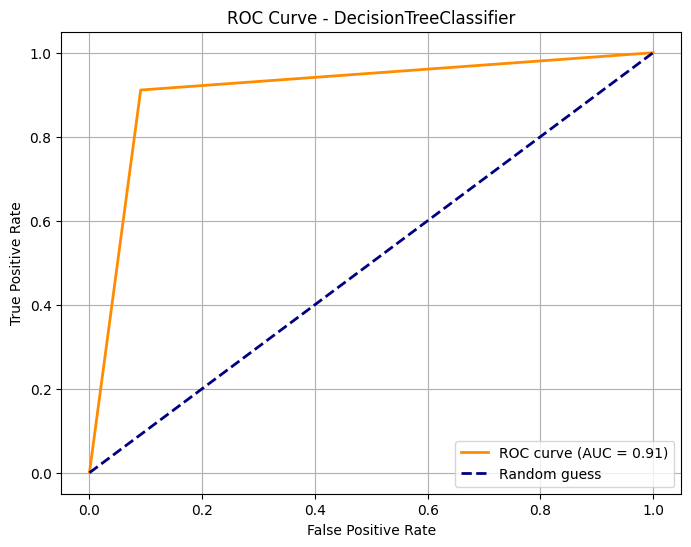 ROC Curve - DecisionTreeClassifier
1.0
0.8
0.6
0.4
0.2
0.0
True Positive Rate
ROC curve (AUC = 0.91)
Random guess
0.0 0.2 0.4 0.6 0.8 1.0
False Positive Rate